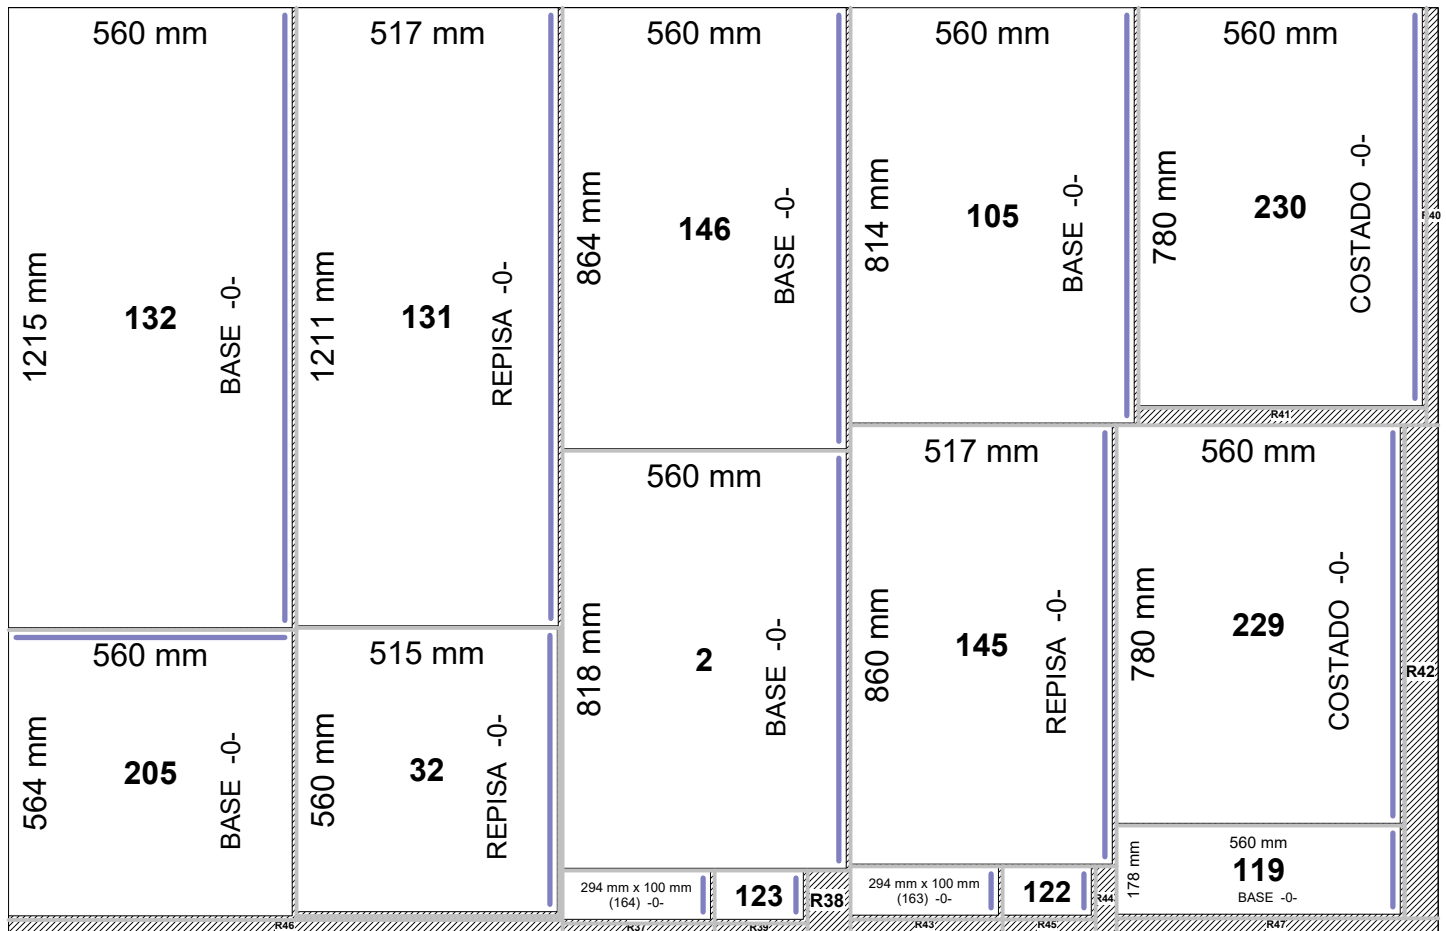 560 mm
1215 mm
132
BASE -0-
517 mm
1211 mm
131
REPISA -0-
560 mm
864 mm
146
BASE -0-
560 mm
814 mm
105
BASE -0-
560 mm
780 mm
230
COSTADO -0-
R40
R41
560 mm
564 mm
205
BASE -0-
515 mm
560 mm
32
REPISA -0-
560 mm
818 mm
2
BASE -0-
517 mm
860 mm
145
REPISA -0-
560 mm
780 mm
229
COSTADO -0-
R42
294 mm x 100 mm
(164) -0-
123
R38
294 mm x 100 mm
(163) -0-
122
R44
560 mm
178 mm
119
BASE -0-
R46
R37
R39
R43
R45
R47